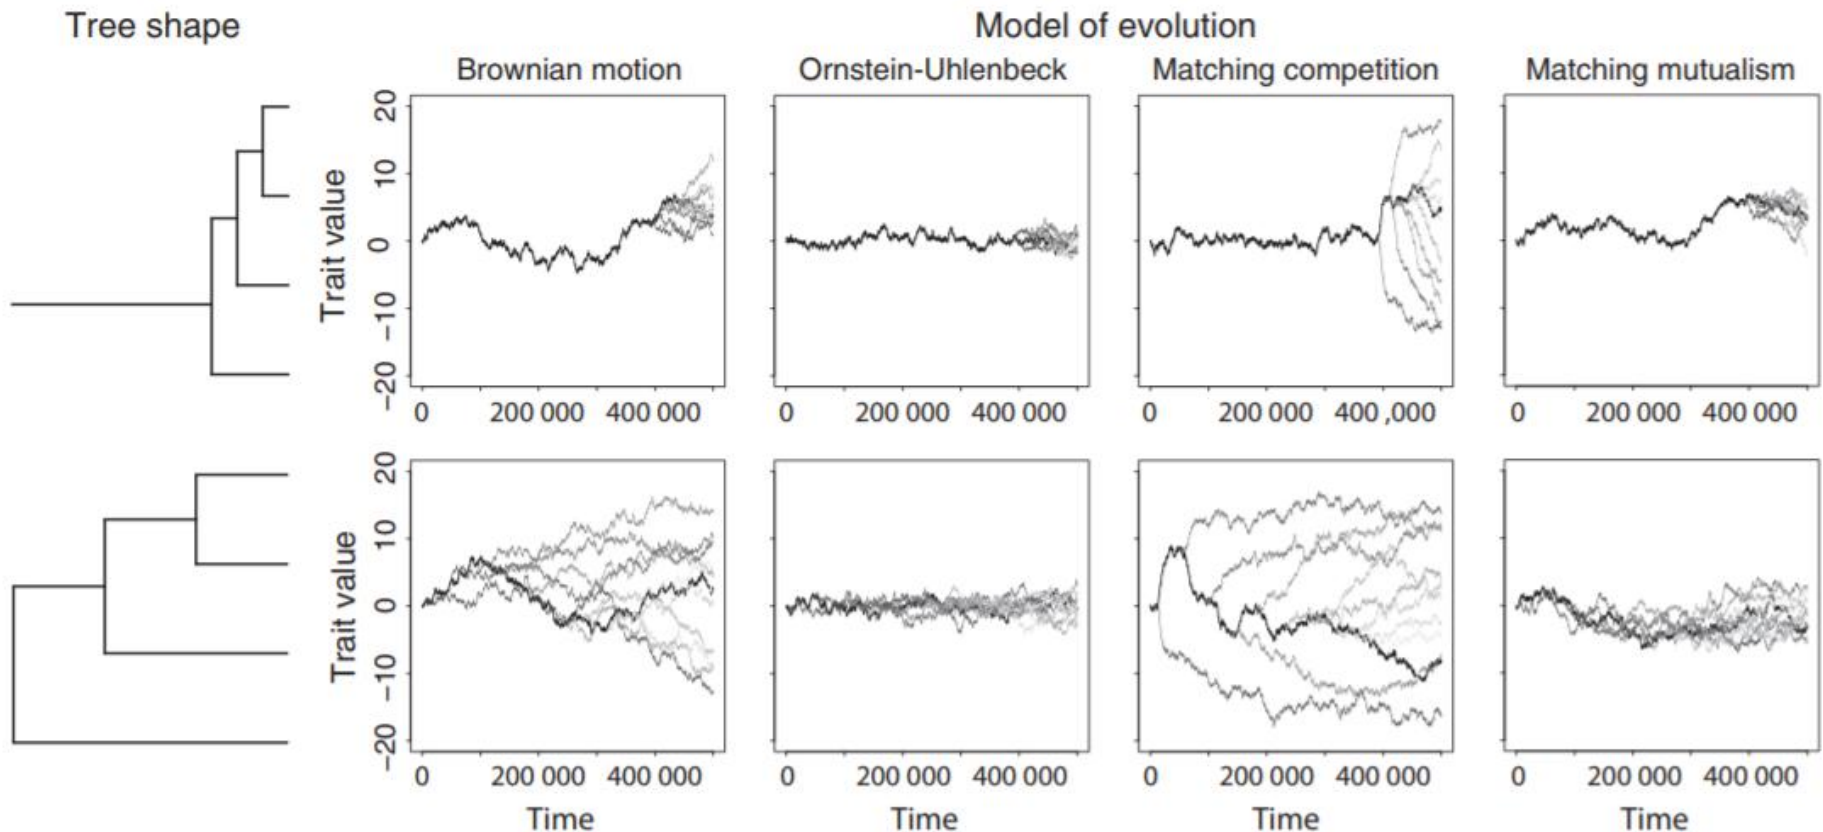 Tree shape
Model of evolution
Brownian motion
Ornstein-Uhlenbeck
Matching competition
Matching mutualism
Trait value
20
10
0
−10
−20
0 200 000 400 000
0 200 000 400 000
0 200 000 400 ,000
0 200 000 400 000
Trait value
20
10
0
−10
−20
0 200 000 400 000
0 200 000 400 000
0 200 000 400 000
0 200 000 400 000
Time
Time
Time
Time